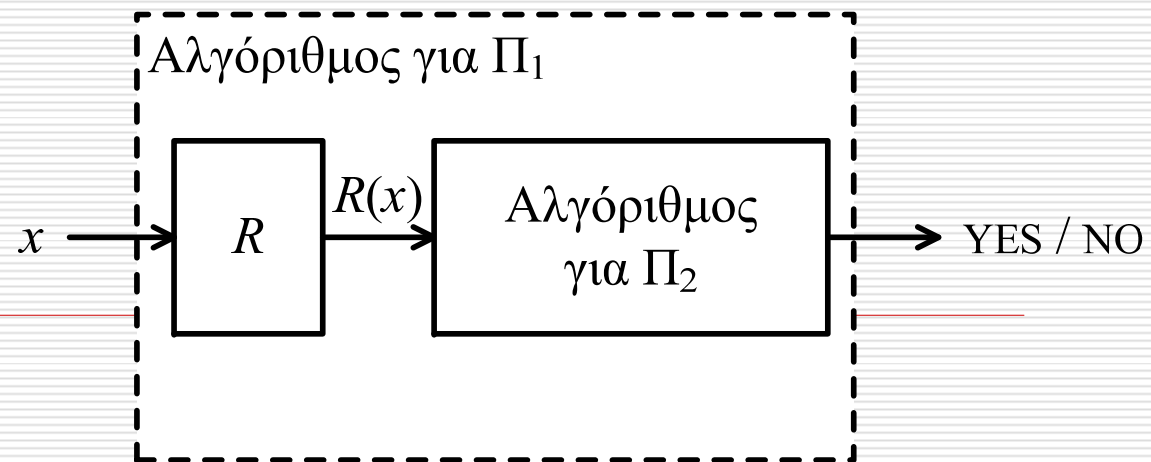 Αλγόριθμος για Π₁
R(x)
x
R
Αλγόριθμος
για Π₂
YES / NO